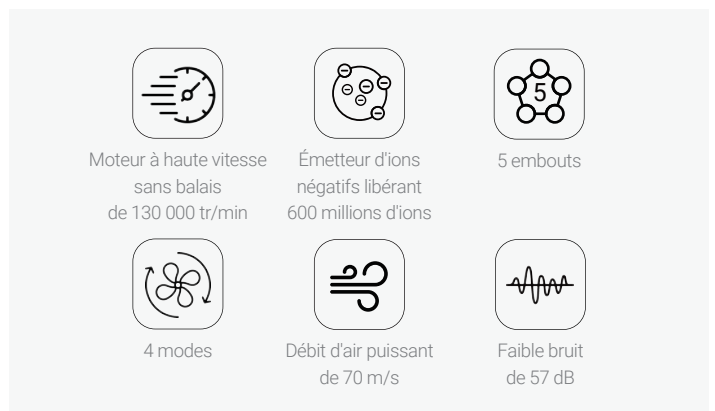 5
Moteur à haute vitesse
sans balais
de 130 000 tr/min
Émetteur d'ions
négatifs libérant
600 millions d'ions
5 embouts
4 modes
Débit d'air puissant
de 70 m/s
Faible bruit
de 57 dB